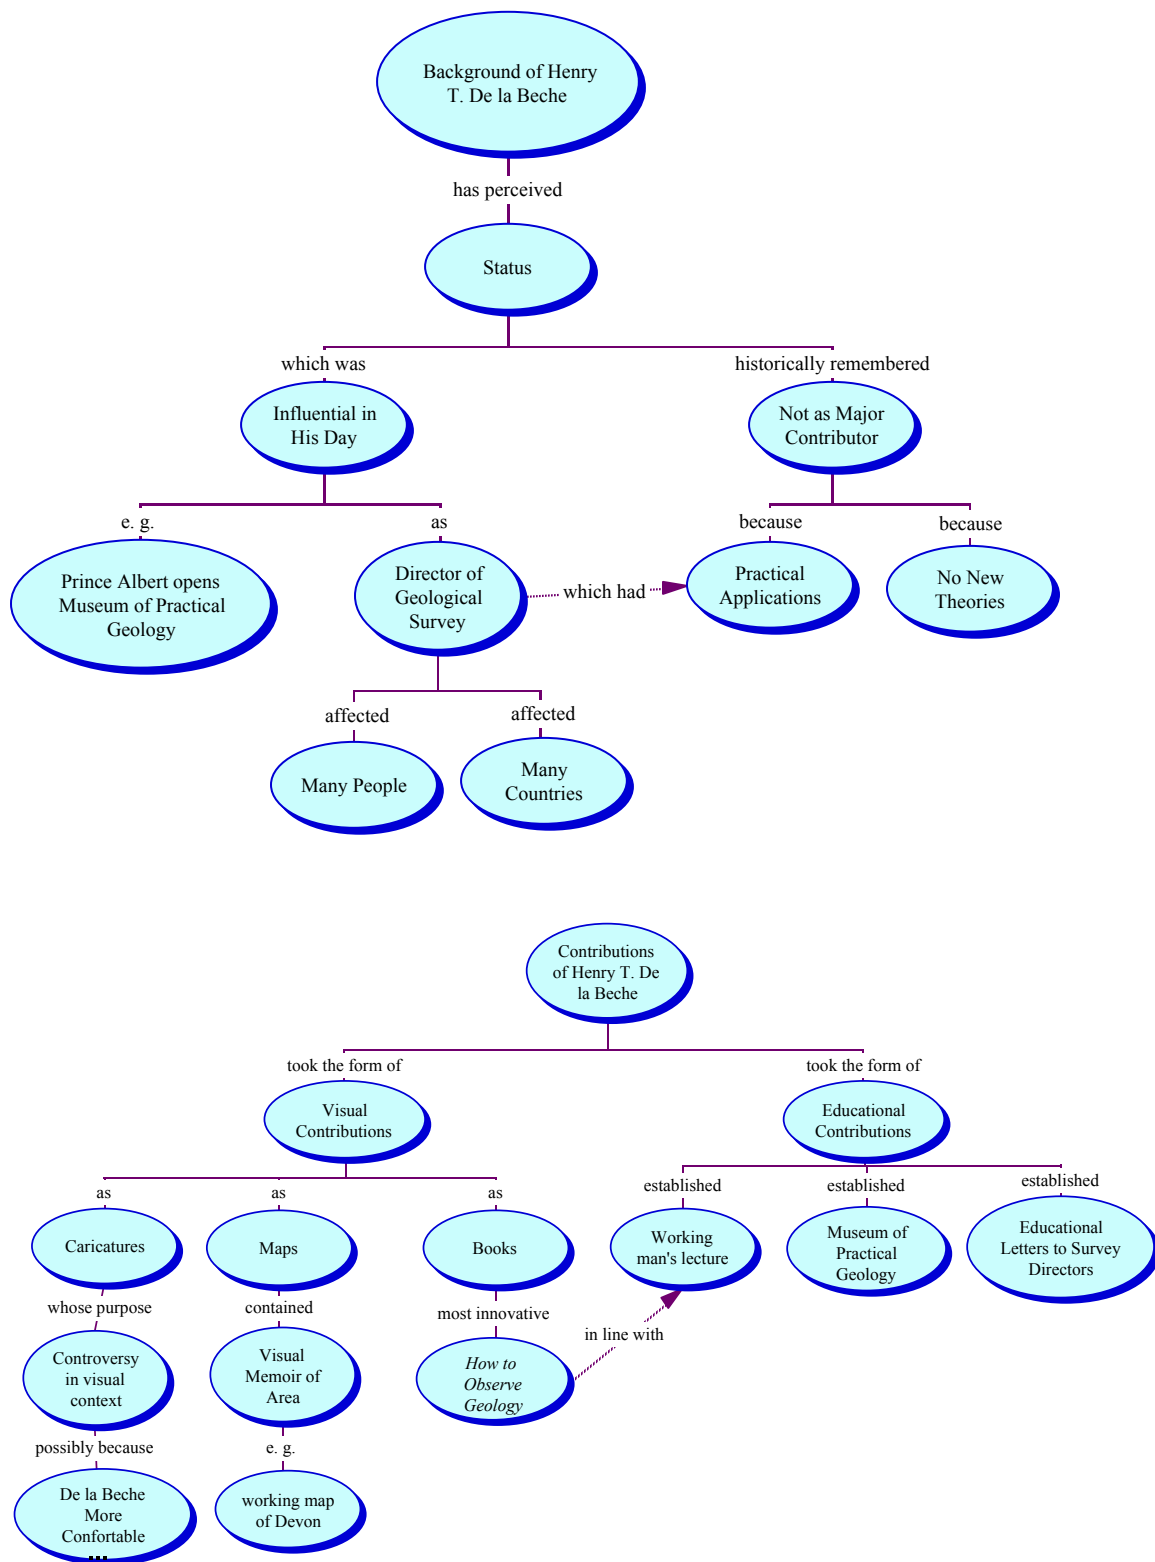 Background of Henry
T. De la Beche
has perceived
Status
which was
historically remembered
Influential in
His Day
Not as Major
Contributor
e. g.
as
because
because
Prince Albert opens
Museum of Practical
Geology
Director of
Geological
Survey
which had
Practical
Applications
No New
Theories
affected
affected
Many People
Many
Countries
Contributions
of Henry T. De
la Beche
took the form of
took the form of
Visual
Contributions
Educational
Contributions
as
as
as
established
established
established
Caricatures
Maps
Books
Working
man's lecture
Museum of
Practical
Geology
Educational
Letters to Survey
Directors
whose purpose
contained
most innovative
in line with
Controversy
in visual
context
Visual
Memoir of
Area
How to
Observe
Geology
possibly because
e. g.
De la Beche
More
Confortable
working map
of Devon